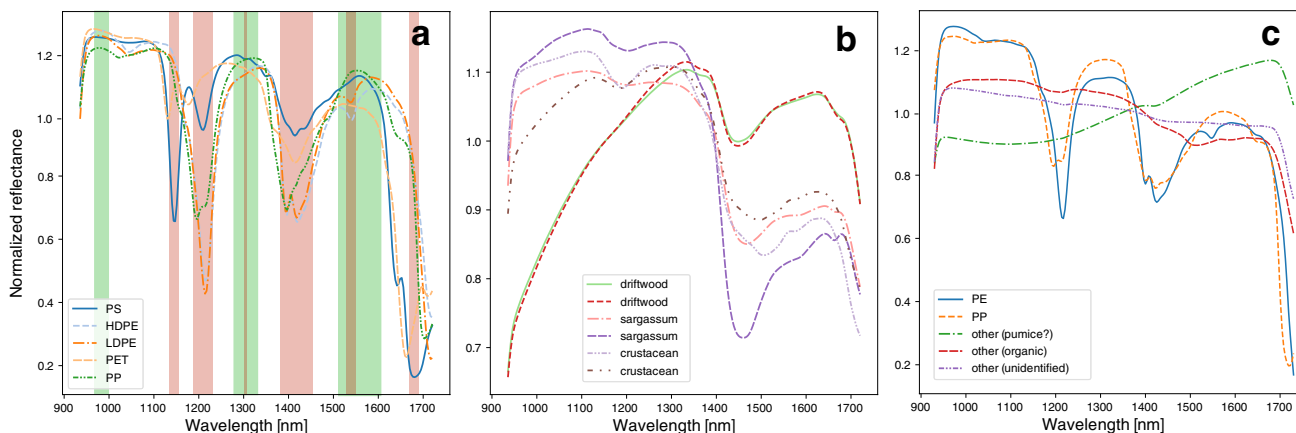 a
Normalized reflectance
1.2
1.0
0.8
0.6
0.4
0.2
PS
HDPE
LDPE
PET
PP
900 1000 1100 1200 1300 1400 1500 1600 1700
Wavelength [nm]
b
1.1
1.0
0.9
0.8
0.7
driftwood
driftwood
sargassum
sargassum
crustacean
crustacean
900 1000 1100 1200 1300 1400 1500 1600 1700
Wavelength [nm]
c
1.2
1.0
0.8
0.6
0.4
0.2
PE
PP
other (pumice?)
other (organic)
other (unidentified)
900 1000 1100 1200 1300 1400 1500 1600 1700
Wavelength [nm]